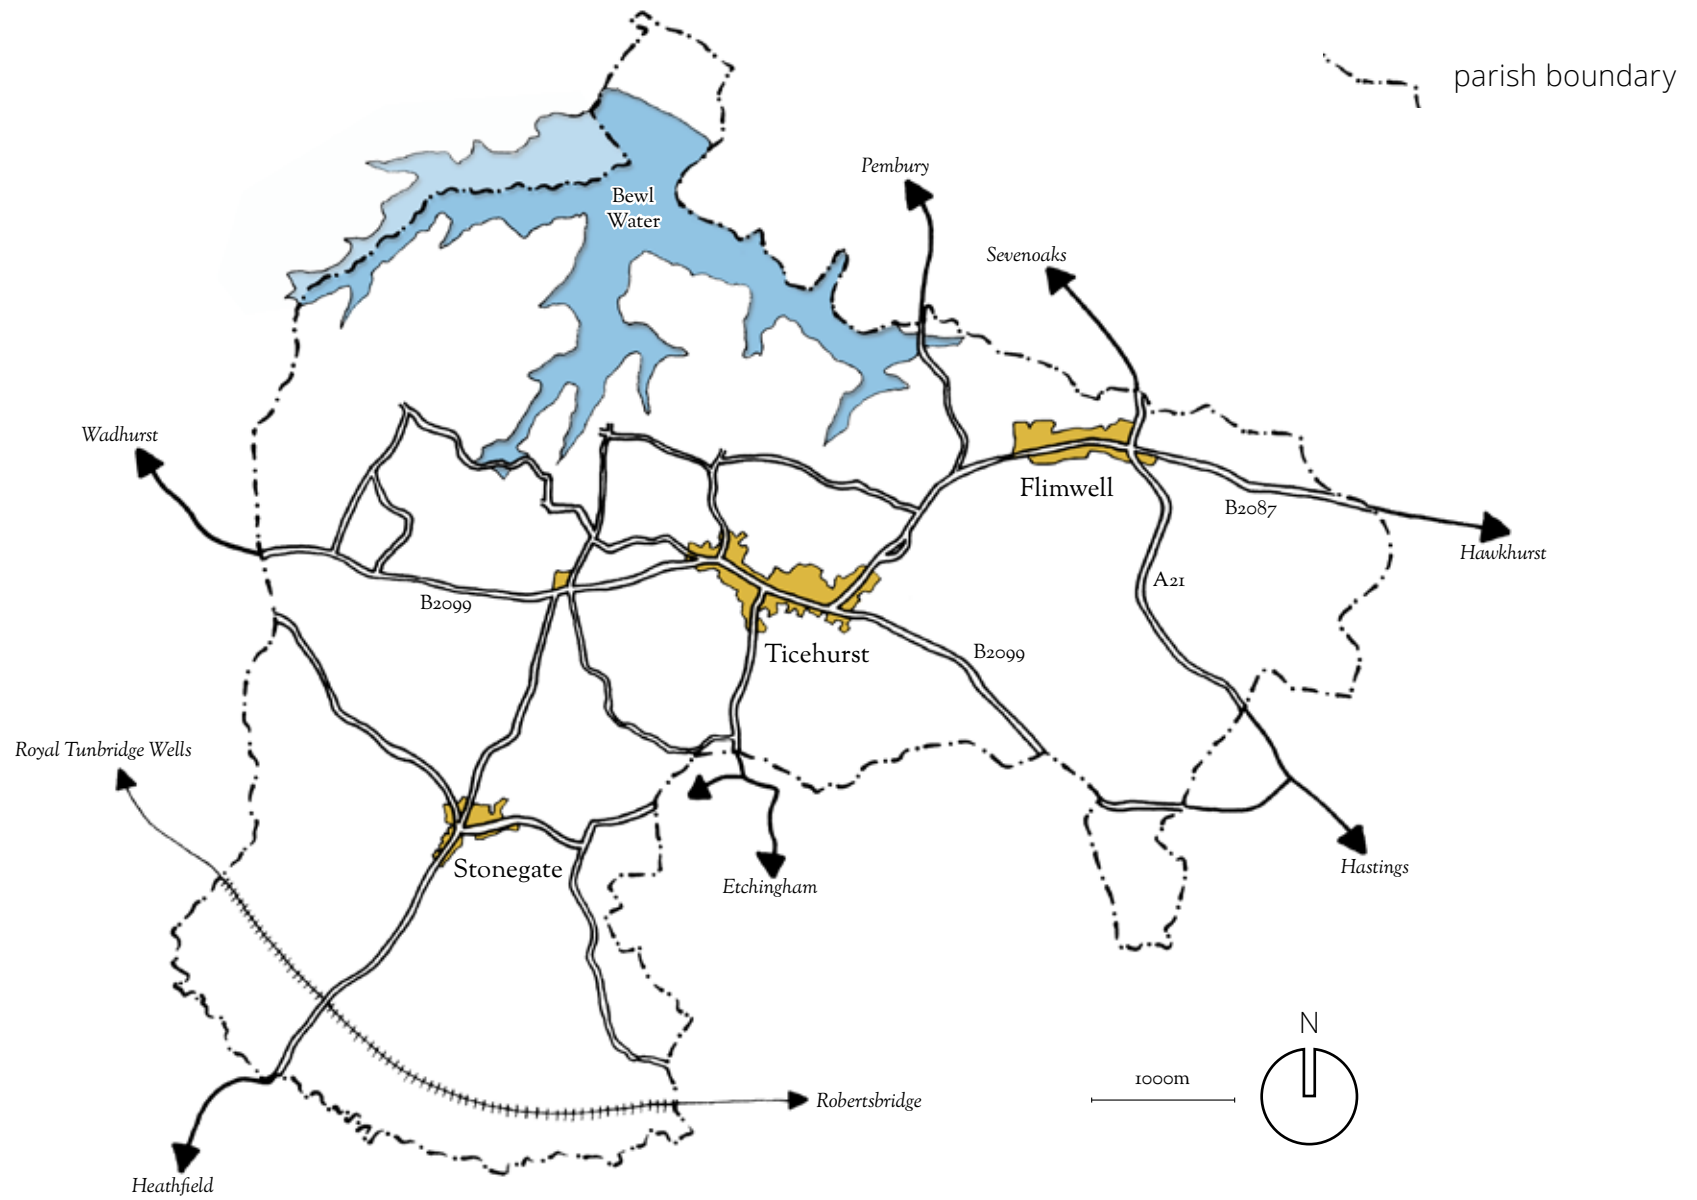 parish boundary
Pembury
Bewl
Water
Sevenoaks
Wadhurst
Flimwell
B2087
Hawkhurst
A21
B2099
Ticehurst
B2099
Royal Tunbridge Wells
Stonegate
Etchingham
Hastings
N
1000m
Robertsbridge
Heathfield